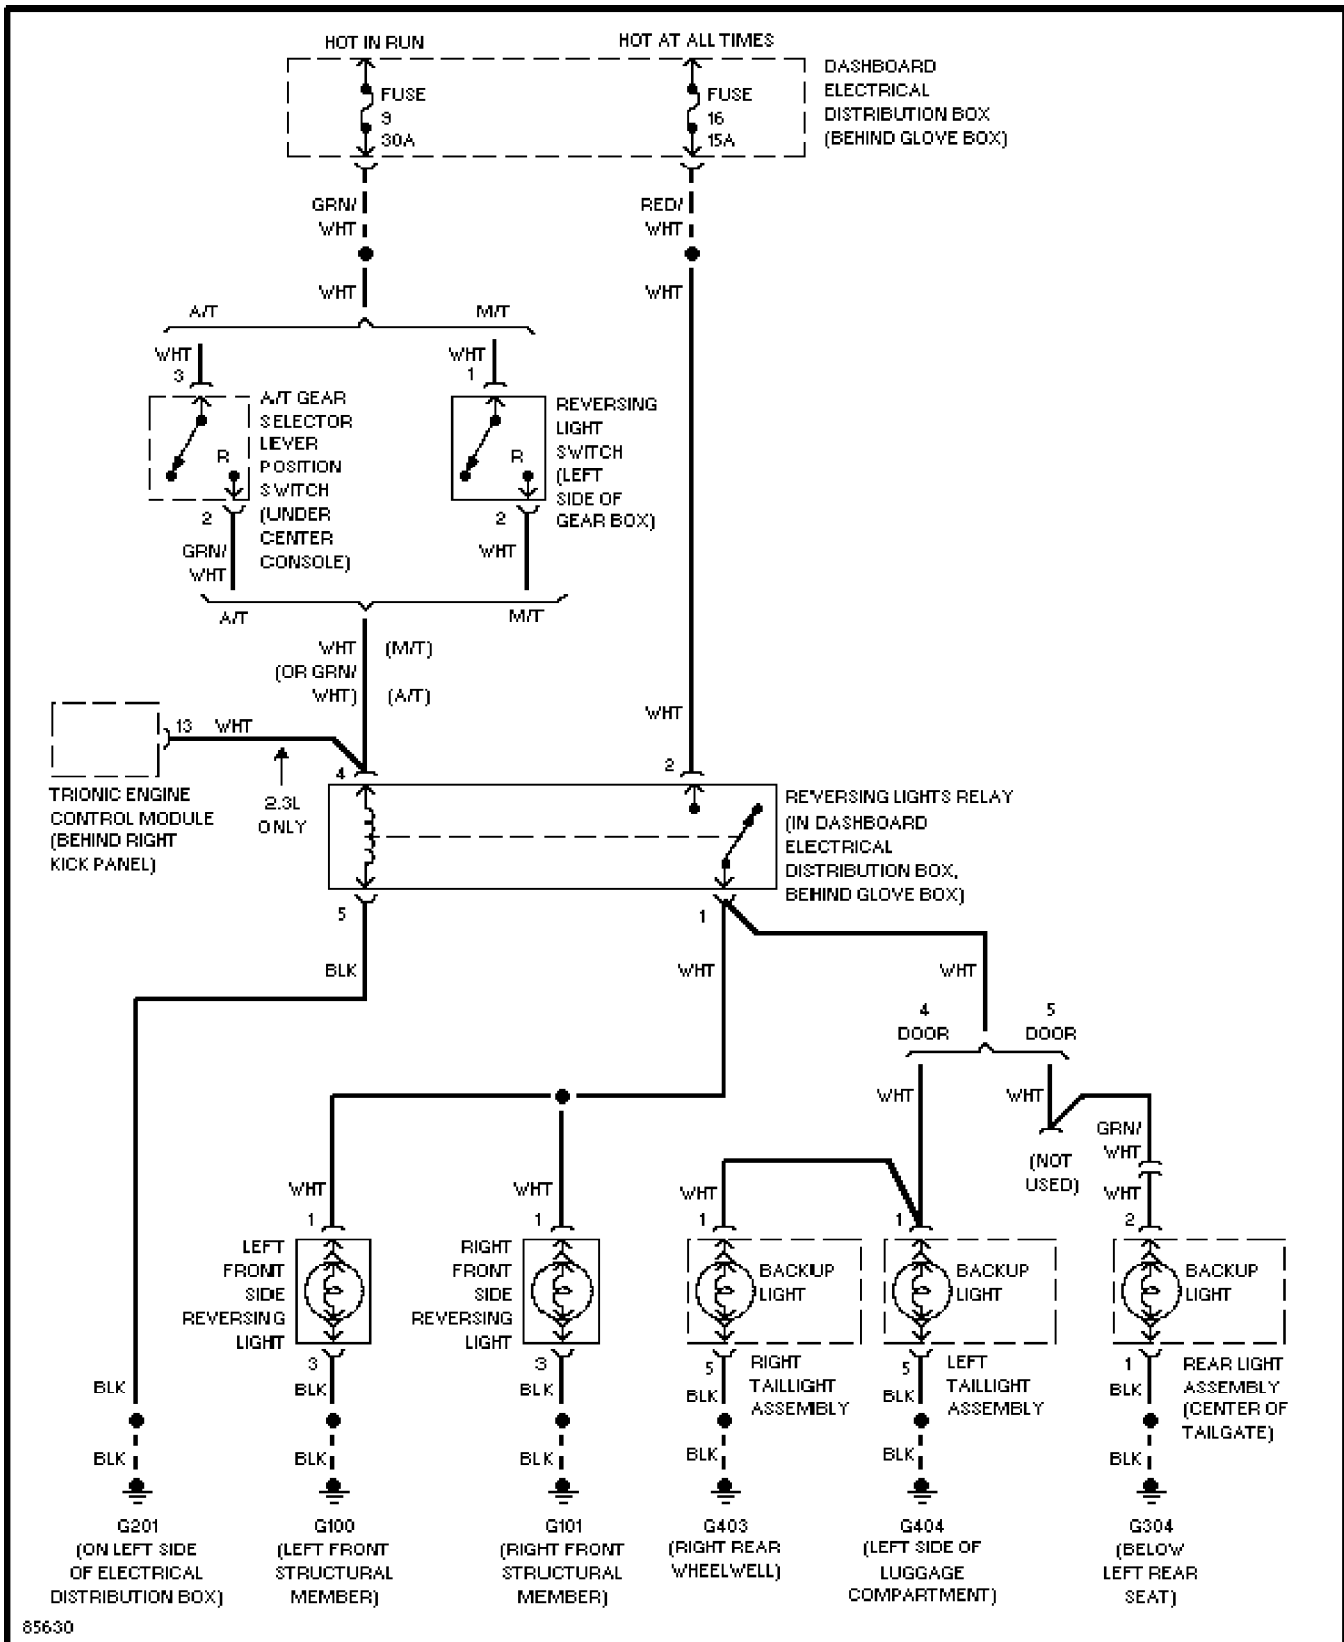 HOT IN RUN
HOT AT ALL TIMES
DASHBOARD
ELECTRICAL
DISTRIBUTION BOX
(BEHIND GLOVE BOX)
FUSE
9
30A
FUSE
16
15A
GRN/
WHT
RED/
WHT
WHT
WHT
A/T
M/T
WHT
3
WHT
1
A/T GEAR
SELECTOR
LEVER
POSITION
SWITCH
(UNDER
CENTER
CONSOLE)
R
REVERSING
LIGHT
SWITCH
(LEFT
SIDE OF
GEAR BOX)
R
2
GRN/
WHT
2
WHT
A/T
M/T
WHT (M/T)
(OR GRN/
WHT) (A/T)
13 WHT
WHT
4
2
TRIONIC ENGINE
CONTROL MODULE
(BEHIND RIGHT
KICK PANEL)
2.3L
ONLY
REVERSING LIGHTS RELAY
(IN DASHBOARD
ELECTRICAL
DISTRIBUTION BOX,
BEHIND GLOVE BOX)
5
1
BLK
WHT
WHT
4
DOOR
5
DOOR
WHT
WHT
(NOT
USED)
GRN/
WHT
WHT
1
WHT
1
WHT
1
1
WHT
2
LEFT
FRONT
SIDE
REVERSING
LIGHT
RIGHT
FRONT
SIDE
REVERSING
LIGHT
BACKUP
LIGHT
BACKUP
LIGHT
BACKUP
LIGHT
3
3
5
5
1
RIGHT
TAILLIGHT
ASSEMBLY
LEFT
TAILLIGHT
ASSEMBLY
REAR LIGHT
ASSEMBLY
(CENTER OF
TAILGATE)
BLK
BLK
BLK
BLK
BLK
BLK
BLK
BLK
BLK
BLK
BLK
BLK
G201
(ON LEFT SIDE
OF ELECTRICAL
DISTRIBUTION BOX)
G100
(LEFT FRONT
STRUCTURAL
MEMBER)
G101
(RIGHT FRONT
STRUCTURAL
MEMBER)
G403
(RIGHT REAR
WHEELWELL)
G404
(LEFT SIDE OF
LUGGAGE
COMPARTMENT)
G304
(BELOW
LEFT REAR
SEAT)
85630